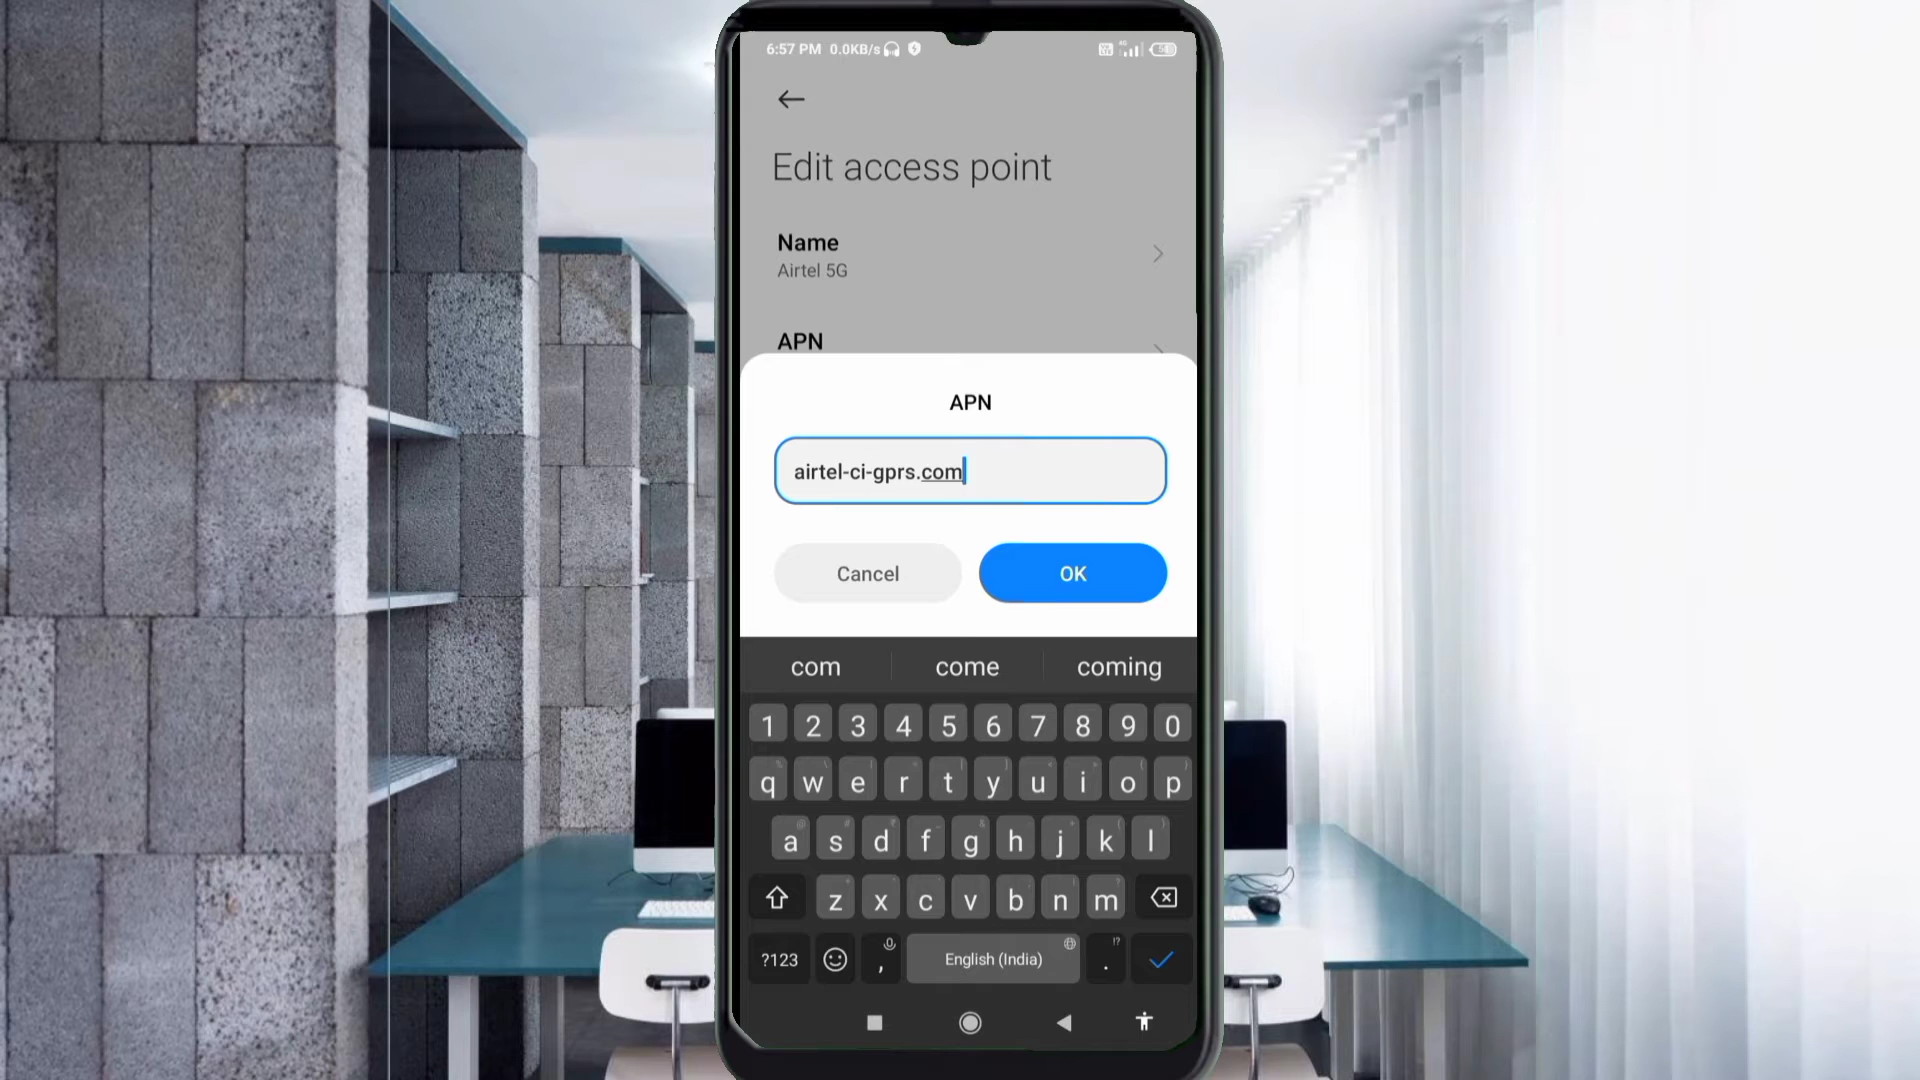 6:57 PM 0.0KB/s
Edit access point
Name
Airtel 5G
APN
APN
airtel-ci-gprs.com
Cancel OK
com come coming
1 2 3 4 5 6 7 8 9 0
q w e r t y u i o p
a s d f g h j k l
z x c v b n m
?123 , English (India) .